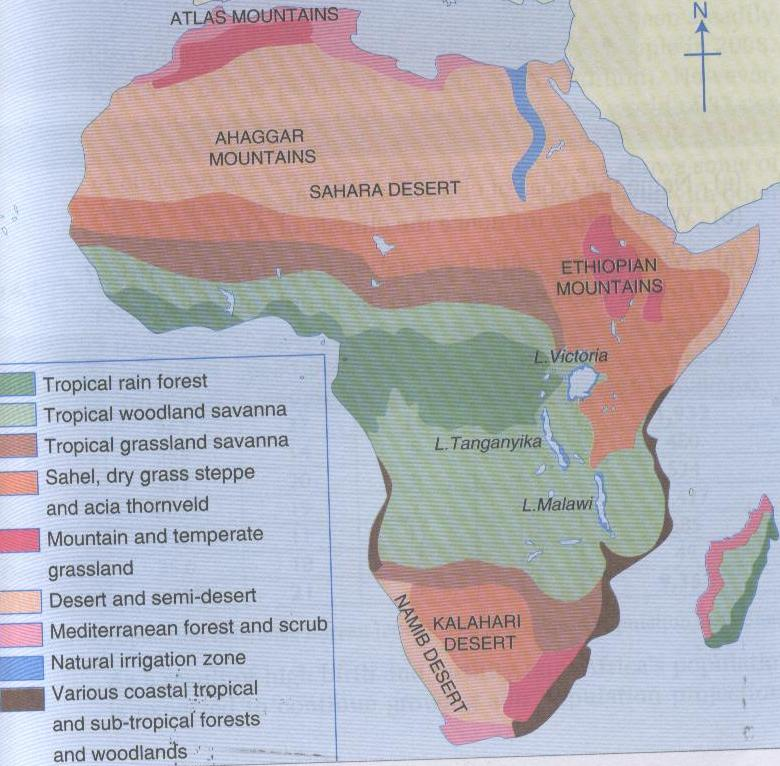 ATLAS MOUNTAINS
N
AHAGGAR
MOUNTAINS
SAHARA DESERT
ETHIOPIAN
MOUNTAINS
L.Victoria
L.Tanganyika
L.Malawi
KALAHARI
DESERT
NAMIB DESERT
Tropical rain forest
Tropical woodland savanna
Tropical grassland savanna
Sahel, dry grass steppe
and acia thornveld
Mountain and temperate
grassland
Desert and semi-desert
Mediterranean forest and scrub
Natural irrigation zone
Various coastal tropical
and sub-tropical forests
and woodlands